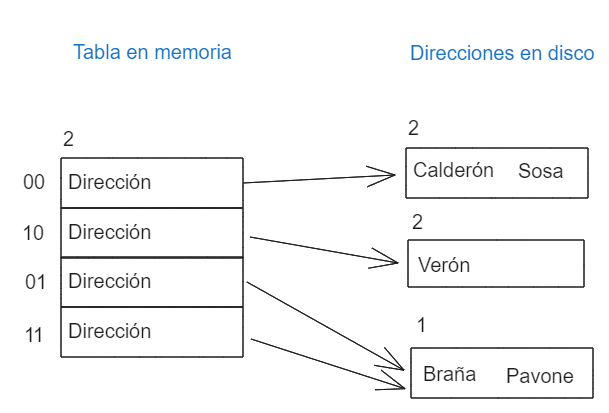 Tabla en memoria
Direcciones en disco
2
2
00 Dirección
Calderón Sosa
10 Dirección
2
Verón
01 Dirección
11 Dirección
1
Braña Pavone